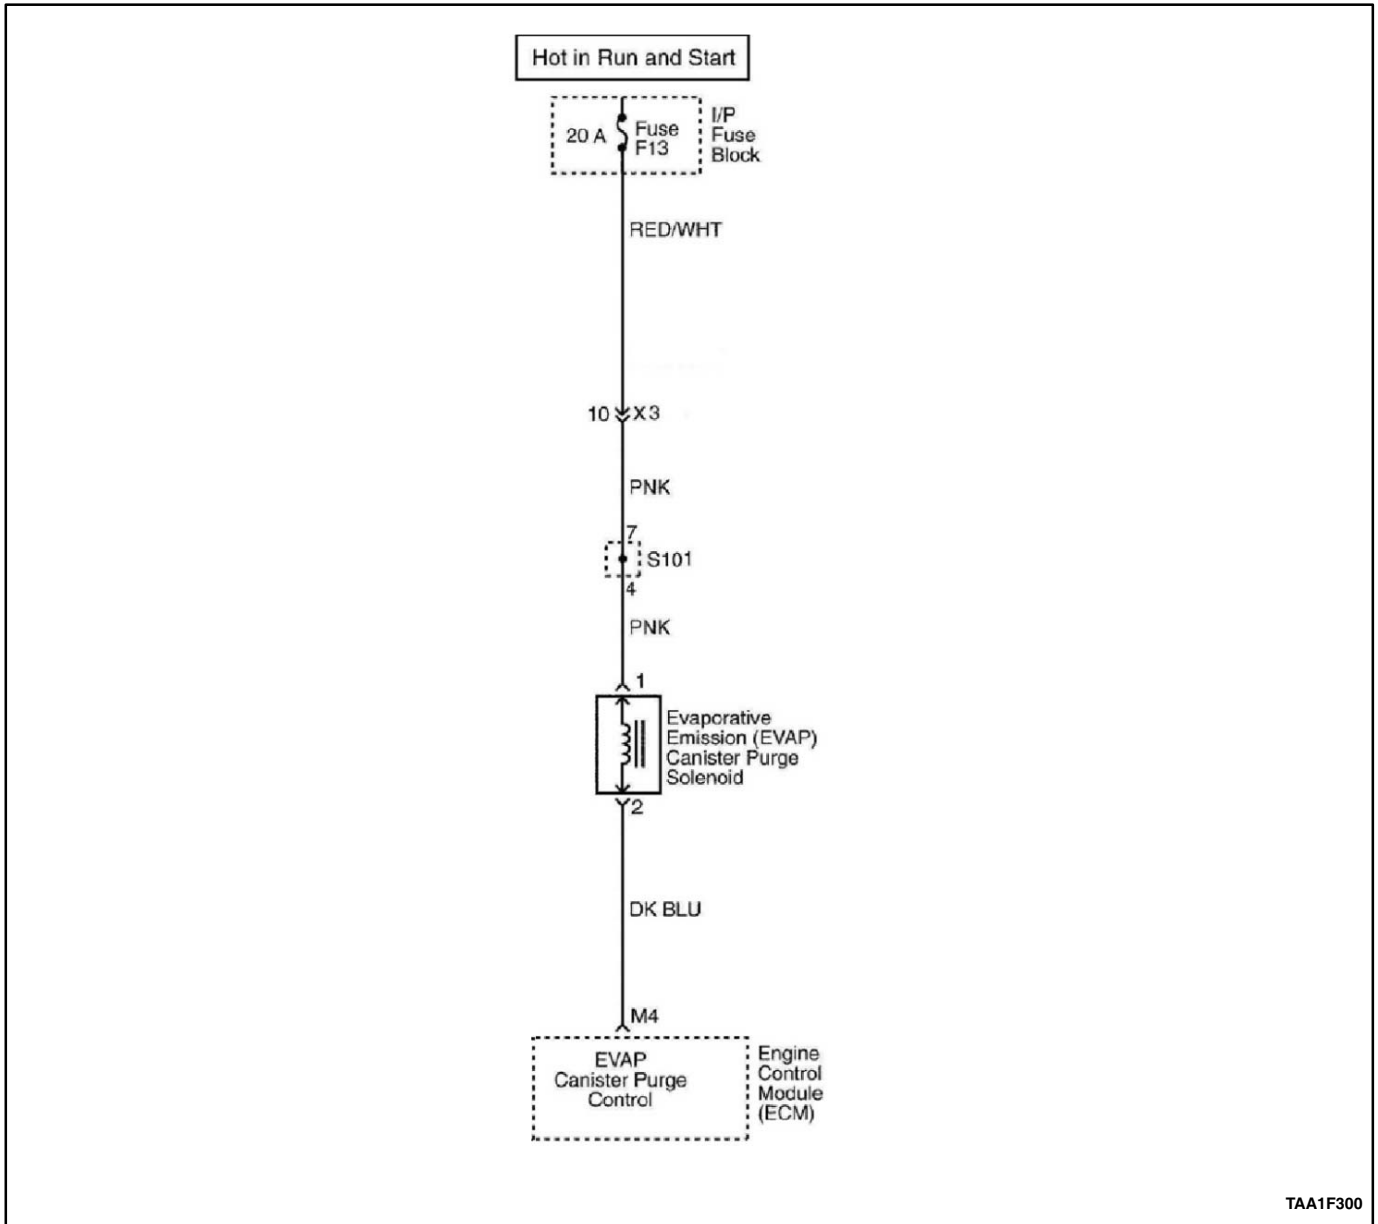 Hot in Run and Start
20 A
Fuse
F13
I/P
Fuse
Block
RED/WHT
10
X3
PNK
7
S101
4
PNK
1
Evaporative
Emission (EVAP)
Canister Purge
Solenoid
2
DK BLU
M4
EVAP
Canister Purge
Control
Engine
Control
Module
(ECM)
TAA1F300